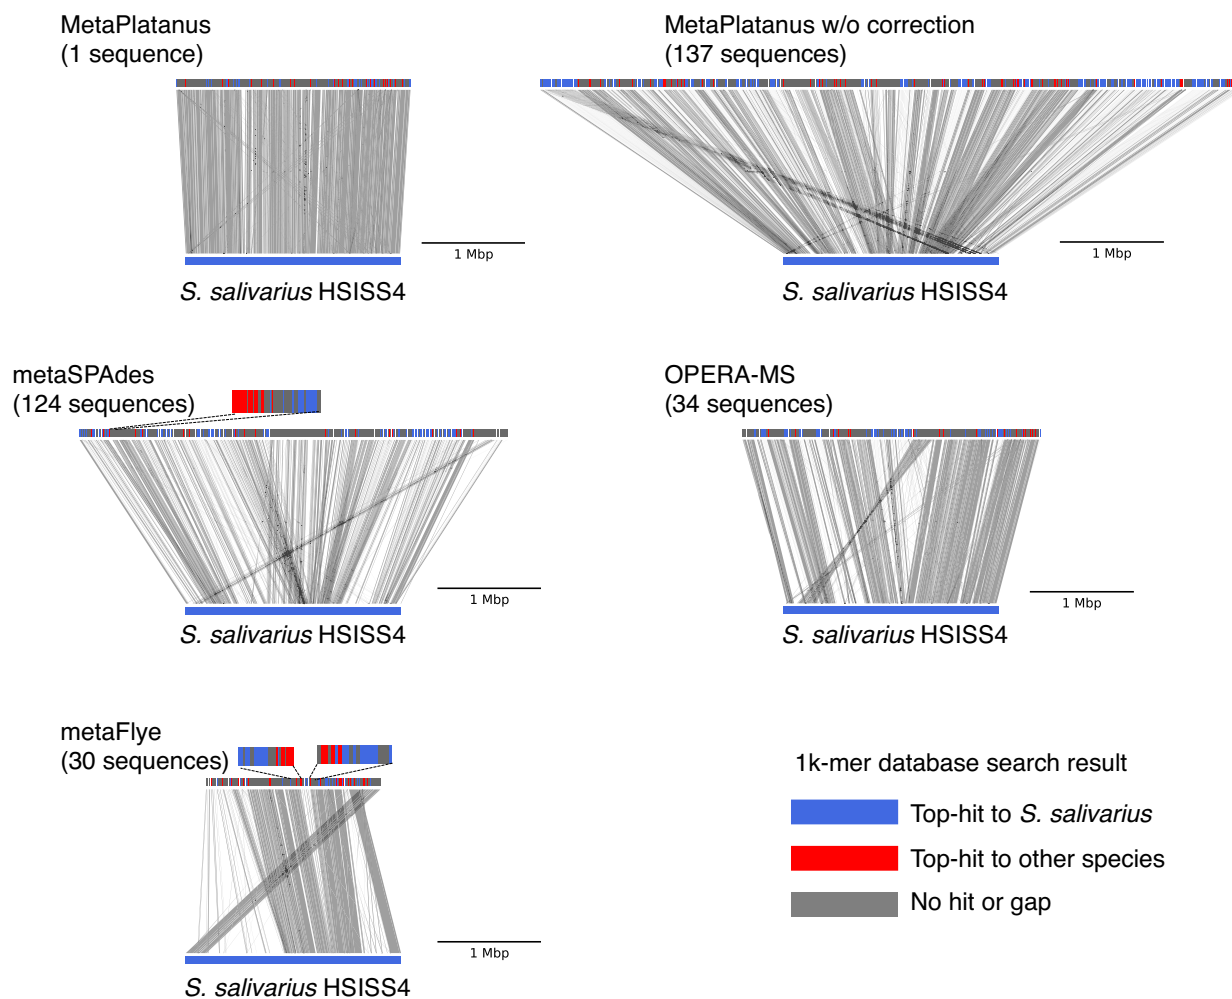 MetaPlatanus
(1 sequence)
1 Mbp
S. salivarius HSISS4
MetaPlatanus w/o correction
(137 sequences)
1 Mbp
S. salivarius HSISS4
metaSPAdes
(124 sequences)
1 Mbp
S. salivarius HSISS4
OPERA-MS
(34 sequences)
1 Mbp
S. salivarius HSISS4
metaFlye
(30 sequences)
1 Mbp
S. salivarius HSISS4
1k-mer database search result
Top-hit to S. salivarius
Top-hit to other species
No hit or gap